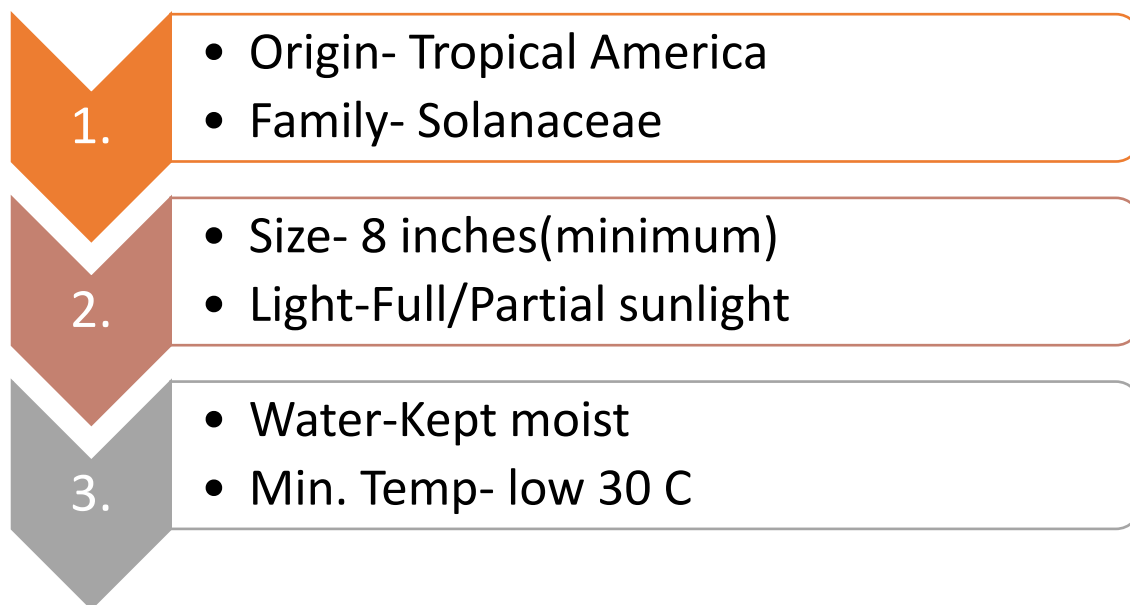 1.
• Origin- Tropical America
• Family- Solanaceae
2.
• Size- 8 inches(minimum)
• Light-Full/Partial sunlight
3.
• Water-Kept moist
• Min. Temp- low 30 C